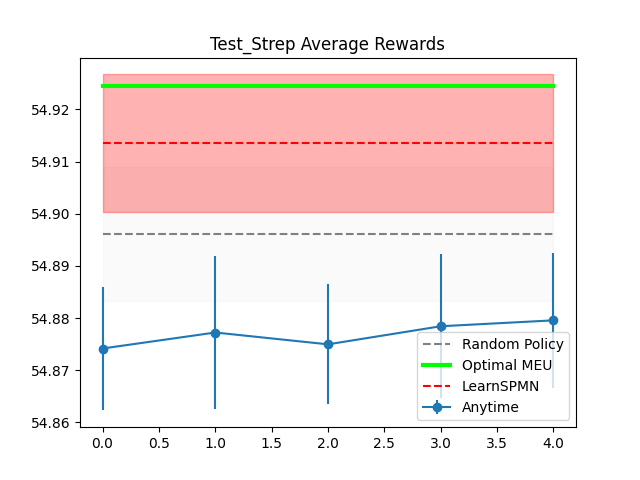 Test_Strep Average Rewards
54.92
54.91
54.90
54.89
54.88
54.87
54.86
0.0 0.5 1.0 1.5 2.0 2.5 3.0 3.5 4.0
Random Policy
Optimal MEU
LearnSPMN
Anytime